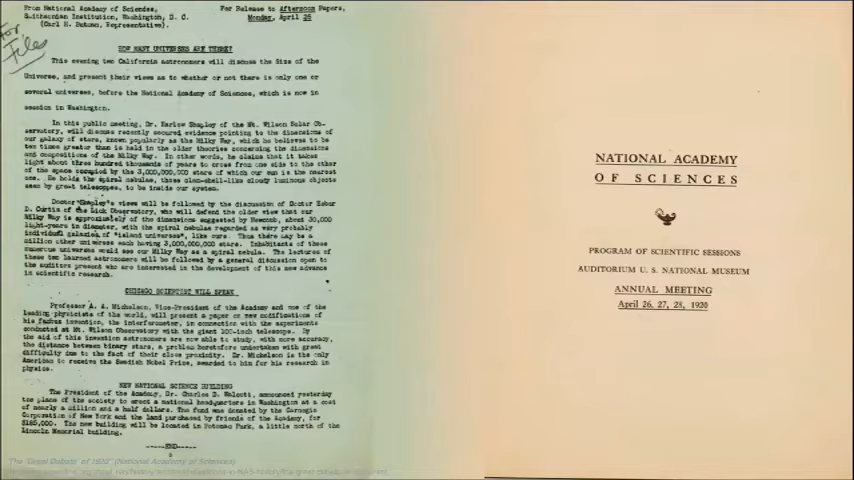 For
Files
From National Academy of Sciences,
Smithsonian Institution, Washington, D. C.
(Carl H. Butman, Representative).
For Release to Afternoon Papers,
Monday, April 26
HOW MANY UNIVERSES ARE THERE?
This evening two California astronomers will discuss the Size of the
Universe, and present their views as to whether or not there is only one or
several universes, before the National Academy of Sciences, which is now in
session in Washington.
In this public meeting, Dr. Harlow Shapley of the Mt. Wilson Solar Ob-
servatory, will discuss recently secured evidence pointing to the dimensions of
our galaxy of stars, known popularly as the Milky Way, which he believes to be
ten times greater than is held in the older theories concerning the dimensions
and compositions of the Milky Way. In other words, he claims that it takes
light about three hundred thousands of years to cross from one side to the other
of the space occupied by the 3,000,000,000 stars of which our sun is the nearest
one. He holds the spiral nebulae, those clam-shell-like cloudy luminous objects
seen by great telescopes, to be inside our system.
Doctor Shapley's views will be followed by the discussion of Doctor Heber
D. Curtis of the Lick Observatory, who will defend the older view that our
Milky Way is approximately of the dimensions suggested by Newcomb, about 30,000
light-years in diameter, with the spiral nebulae regarded as very probably
individual galaxies or "island universes", like ours. Thus there may be a
million other universes each having 3,000,000,000 stars. Inhabitants of these
numerous universes would see our Milky Way as a spiral nebula. The lectures of
these two learned astronomers will be followed by a general discussion open to
the auditors present who are interested in the development of this new advance
in scientific research.
CHICAGO SCIENTIST WILL SPEAK
Professor A. A. Michelson, Vice-President of the Academy and one of the
leading physicists of the world, will present a paper on new modifications of
his famous invention, the interferometer, in connection with the experiments
conducted at Mt. Wilson Observatory with the giant 100-inch telescope. By
the aid of this invention astronomers are now able to study, with more accuracy,
the distance between binary stars, a problem heretofore undertaken with great
difficulty due to the fact of their close proximity. Dr. Michelson is the only
American to receive the Swedish Nobel Prize, awarded to him for his research in
physics.
NEW NATIONAL SCIENCE BUILDING
The President of the Academy, Dr. Charles D. Walcott, announced yesterday
the plans of the society to erect a national headquarters in Washington at a cost
of nearly a million and a half dollars. The fund was donated by the Carnegie
Corporation of New York and the land purchased by friends of the Academy, for
$185,000. The new building will be located in Potomac Park, a little north of the
Lincoln Memorial building.
-----END-----
NATIONAL ACADEMY
OF SCIENCES
PROGRAM OF SCIENTIFIC SESSIONS
AUDITORIUM U. S. NATIONAL MUSEUM
ANNUAL MEETING
April 26, 27, 28, 1920
"The 'Great Debate' of 1920" (National Academy of Sciences)